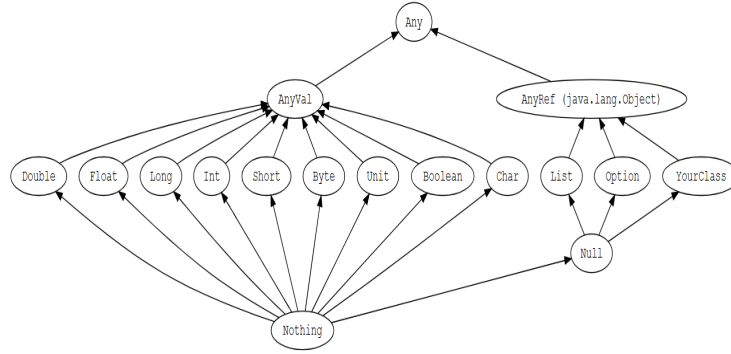 Any
AnyVal
AnyRef (java.lang.Object)
Double
Float
Long
Int
Short
Byte
Unit
Boolean
Char
List
Option
YourClass
Null
Nothing